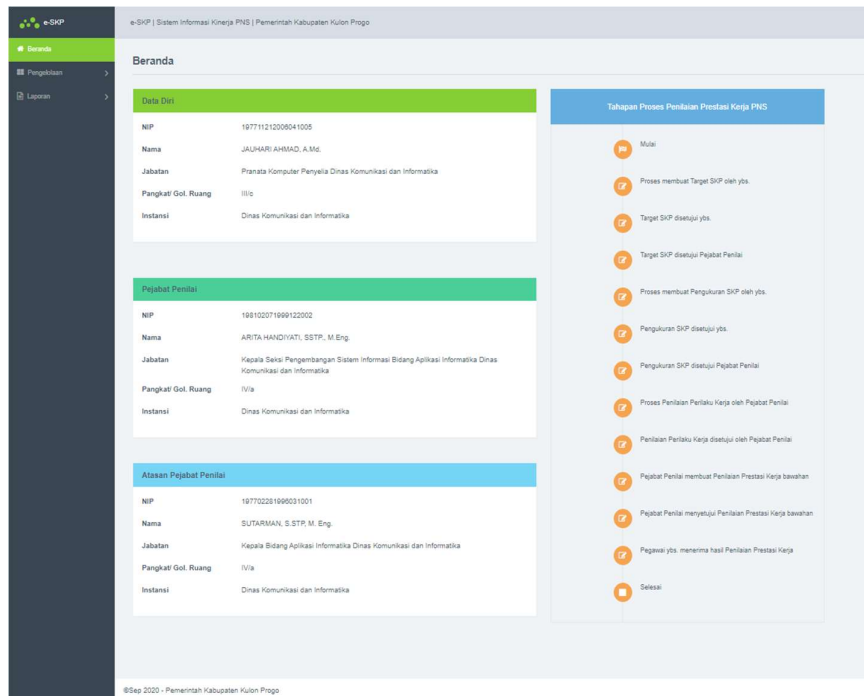 e-SKP
e-SKP | Sistem Informasi Kinerja PNS | Pemerintah Kabupaten Kulon Progo
Beranda
Pengelolaan
Laporan
Beranda
Data Diri
NIP 197711212006041005
Nama JAUHARI AHMAD, A.Md.
Jabatan Pranata Komputer Penyelia Dinas Komunikasi dan Informatika
Pangkat/ Gol. Ruang III/c
Instansi Dinas Komunikasi dan Informatika
Pejabat Penilai
NIP 198102071999122002
Nama ARITA HANDIYATI, SSTP., M.Eng.
Jabatan Kepala Seksi Pengembangan Sistem Informasi Bidang Aplikasi Informatika Dinas
Komunikasi dan Informatika
Pangkat/ Gol. Ruang IV/a
Instansi Dinas Komunikasi dan Informatika
Atasan Pejabat Penilai
NIP 197702281996031001
Nama SUTARMAN, S.STP, M. Eng.
Jabatan Kepala Bidang Aplikasi Informatika Dinas Komunikasi dan Informatika
Pangkat/ Gol. Ruang IV/a
Instansi Dinas Komunikasi dan Informatika
Tahapan Proses Penilaian Prestasi Kerja PNS
Mulai
Proses membuat Target SKP oleh ybs.
Target SKP disetujui ybs.
Target SKP disetujui Pejabat Penilai
Proses membuat Pengukuran SKP oleh ybs.
Pengukuran SKP disetujui ybs.
Pengukuran SKP disetujui Pejabat Penilai
Proses Penilaian Perilaku Kerja oleh Pejabat Penilai
Penilaian Perilaku Kerja disetujui oleh Pejabat Penilai
Pejabat Penilai membuat Penilaian Prestasi Kerja bawahan
Pejabat Penilai menyetujui Penilaian Prestasi Kerja bawahan
Pegawai ybs. menerima hasil Penilaian Prestasi Kerja
Selesai
©Sep 2020 - Pemerintah Kabupaten Kulon Progo